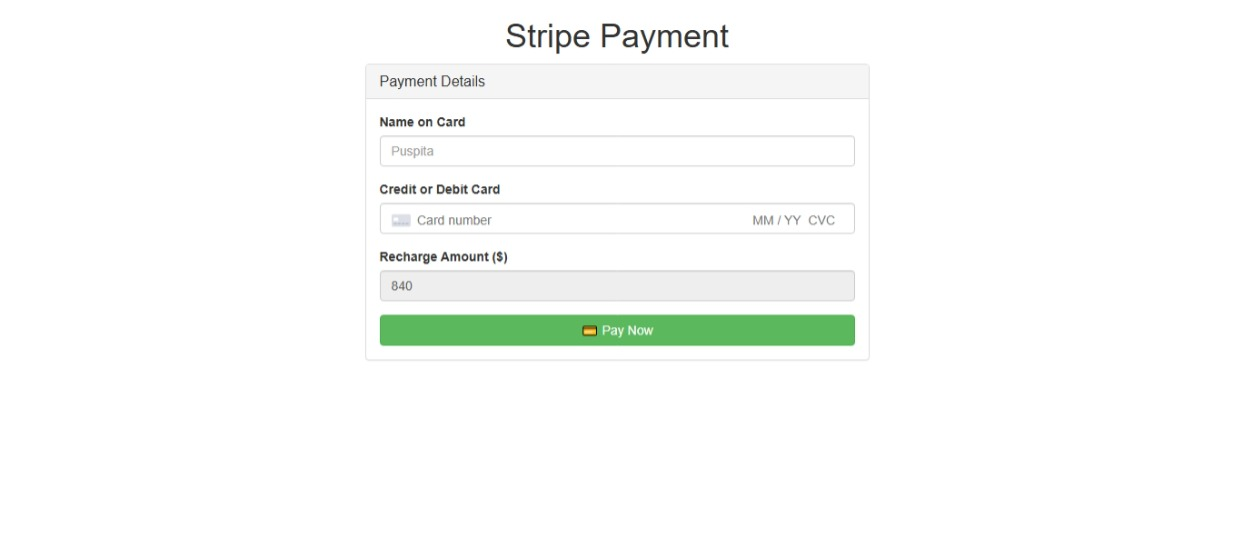 Stripe Payment
Payment Details
Name on Card
Puspita
Credit or Debit Card
Card number MM / YY CVC
Recharge Amount ($)
840
Pay Now